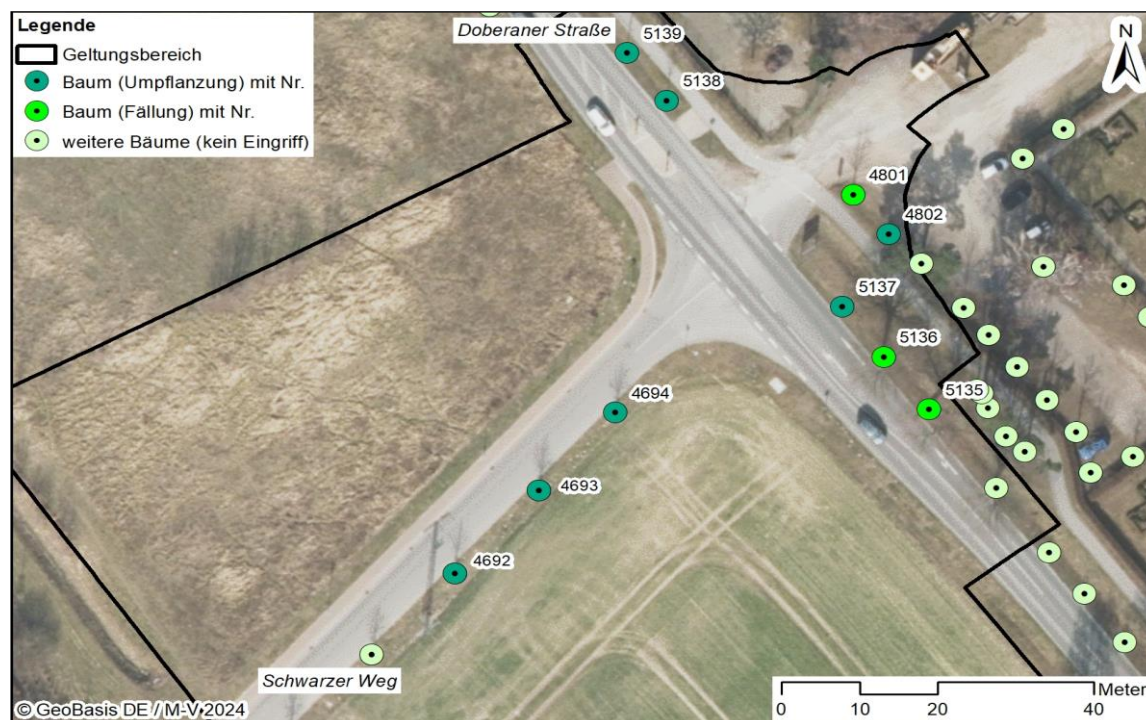 Legende
Geltungsbereich
Baum (Umpflanzung) mit Nr.
Baum (Fällung) mit Nr.
weitere Bäume (kein Eingriff)
Doberaner Straße
N
5139
5138
4801
4802
5137
5136
5135
4694
4693
4692
Schwarzer Weg
© GeoBasis DE / M-V 2024
Meter
0 10 20 40